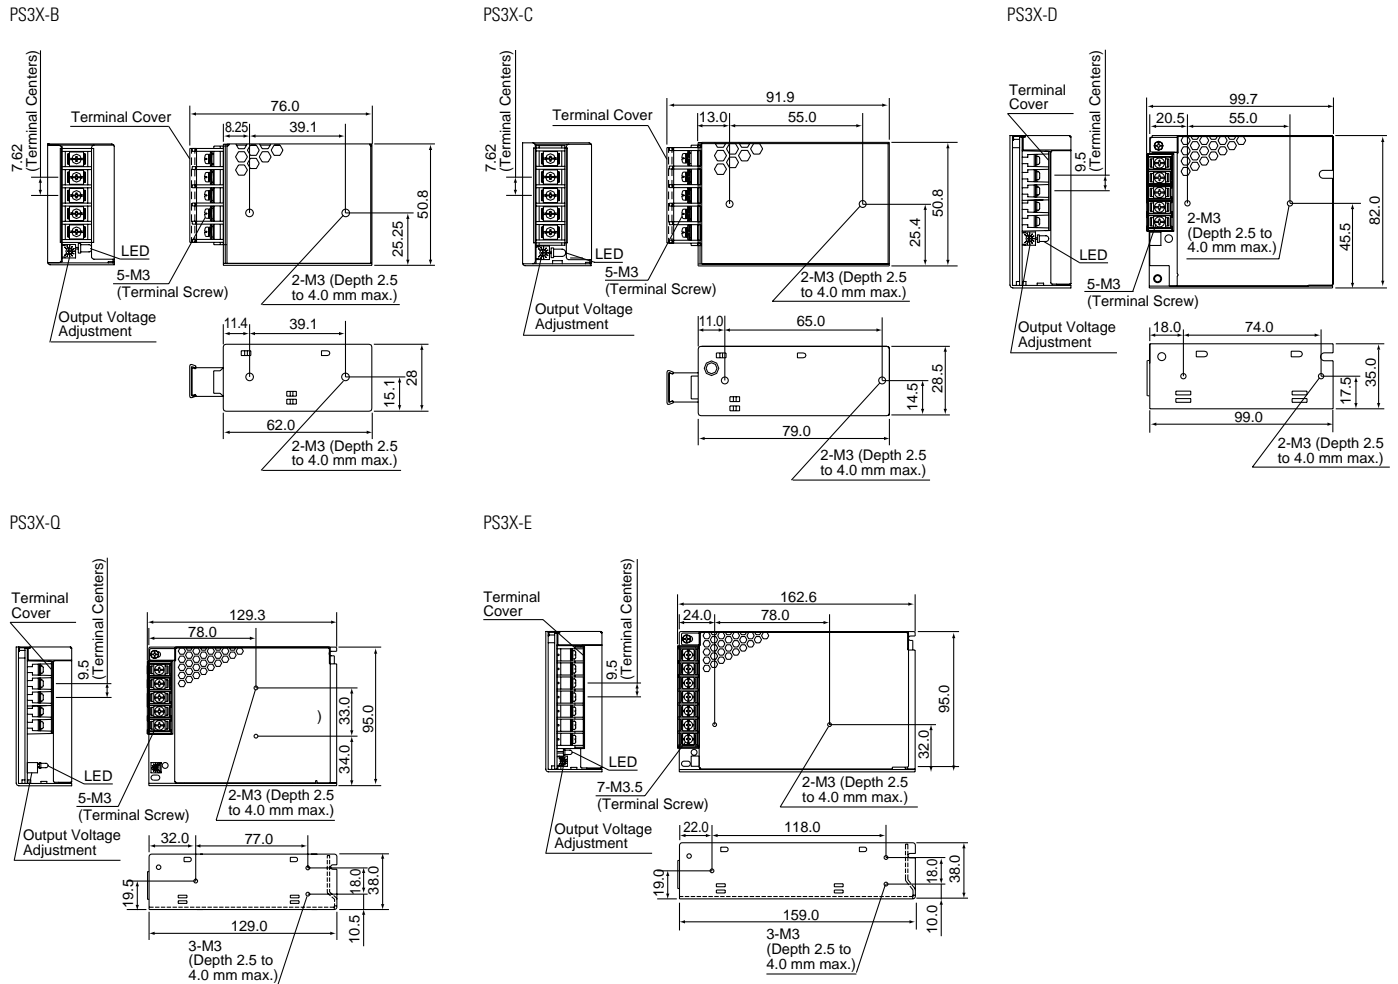 PS3X-B
7.62
(Terminal Centers)
Terminal Cover
76.0
8.25
39.1
50.8
25.25
LED
5-M3
(Terminal Screw)
2-M3 (Depth 2.5
to 4.0 mm max.)
Output Voltage
Adjustment
11.4
39.1
15.1
28
62.0
2-M3 (Depth 2.5
to 4.0 mm max.)
PS3X-C
7.62
(Terminal Centers)
Terminal Cover
91.9
13.0
55.0
50.8
25.4
LED
5-M3
(Terminal Screw)
2-M3 (Depth 2.5
to 4.0 mm max.)
Output Voltage
Adjustment
11.0
65.0
14.5
28.5
79.0
2-M3 (Depth 2.5
to 4.0 mm max.)
PS3X-D
Terminal
Cover
9.5
(Terminal Centers)
99.7
20.5
55.0
82.0
45.5
2-M3
(Depth 2.5 to
4.0 mm max.)
LED
5-M3
(Terminal Screw)
Output Voltage
Adjustment
18.0
74.0
17.5
35.0
99.0
2-M3 (Depth 2.5
to 4.0 mm max.)
PS3X-Q
Terminal
Cover
9.5
(Terminal Centers)
129.3
78.0
)
33.0
34.0
95.0
LED
5-M3
(Terminal Screw)
2-M3 (Depth 2.5
to 4.0 mm max.)
Output Voltage
Adjustment
32.0
77.0
19.5
18.0
38.0
10.5
129.0
3-M3
(Depth 2.5 to
4.0 mm max.)
PS3X-E
Terminal
Cover
9.5
(Terminal Centers)
162.6
24.0
78.0
95.0
32.0
LED
7-M3.5
(Terminal Screw)
2-M3 (Depth 2.5
to 4.0 mm max.)
Output Voltage
Adjustment
22.0
118.0
19.0
18.0
38.0
10.0
159.0
3-M3
(Depth 2.5 to
4.0 mm max.)